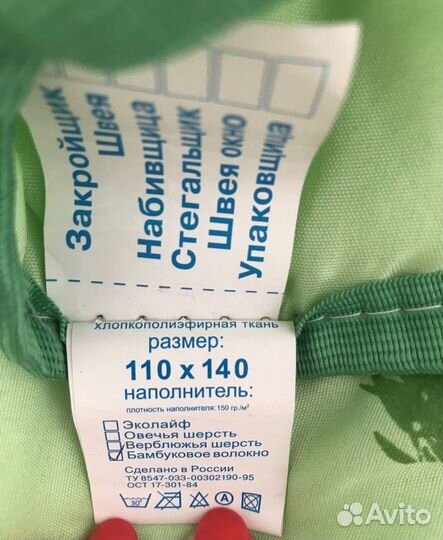 Закройщик
Швея
Набивщица
Стегальщик
Швея окно
Упаковщица
хлопкополиэфирная ткань
размер:
110 x 140
наполнитель:
плотность наполнителя: 150 гр./м²
Эколайф
Овечья шерсть
Верблюжья шерсть
Бамбуковое волокно
Сделано в России
ТУ 8547-033-00302190-95
ОСТ 17-301-84
30°
A
Avito